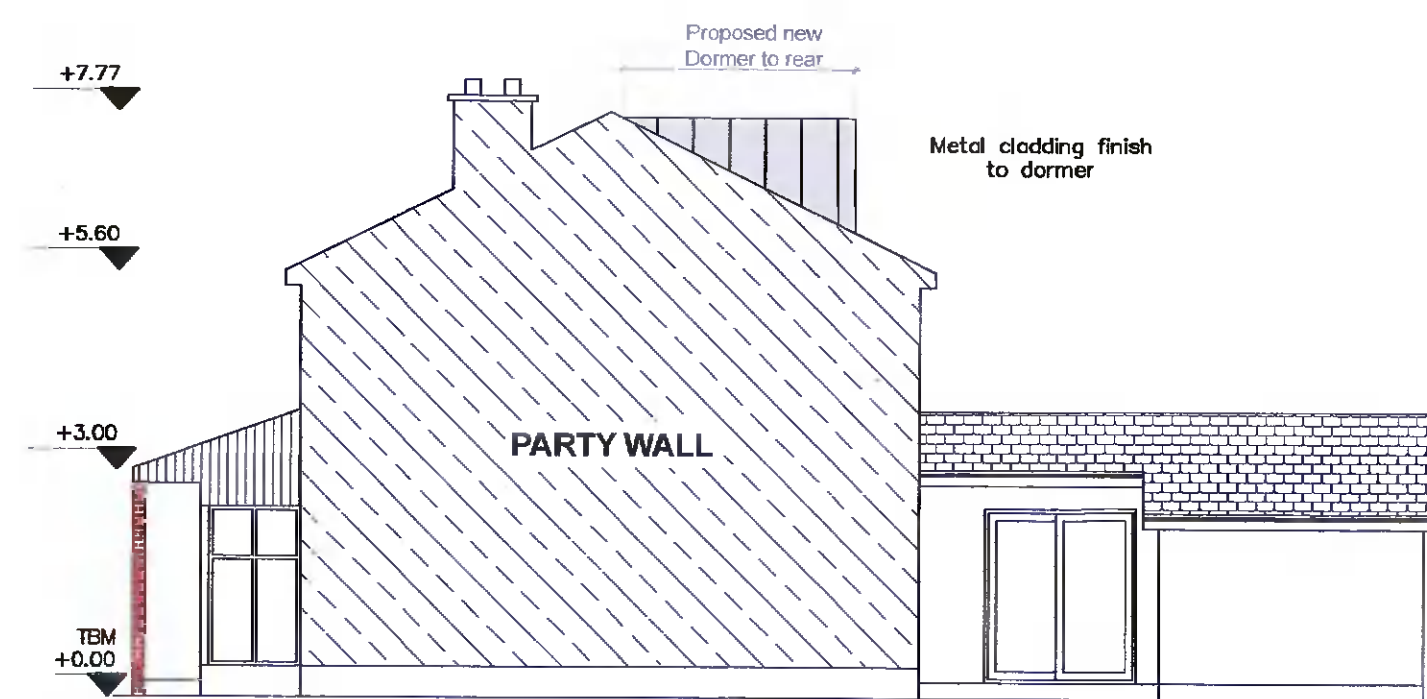 Proposed new
Dormer to rear
+7.77
Metal cladding finish
to dormer
+5.60
+3.00
PARTY WALL
TBM
+0.00